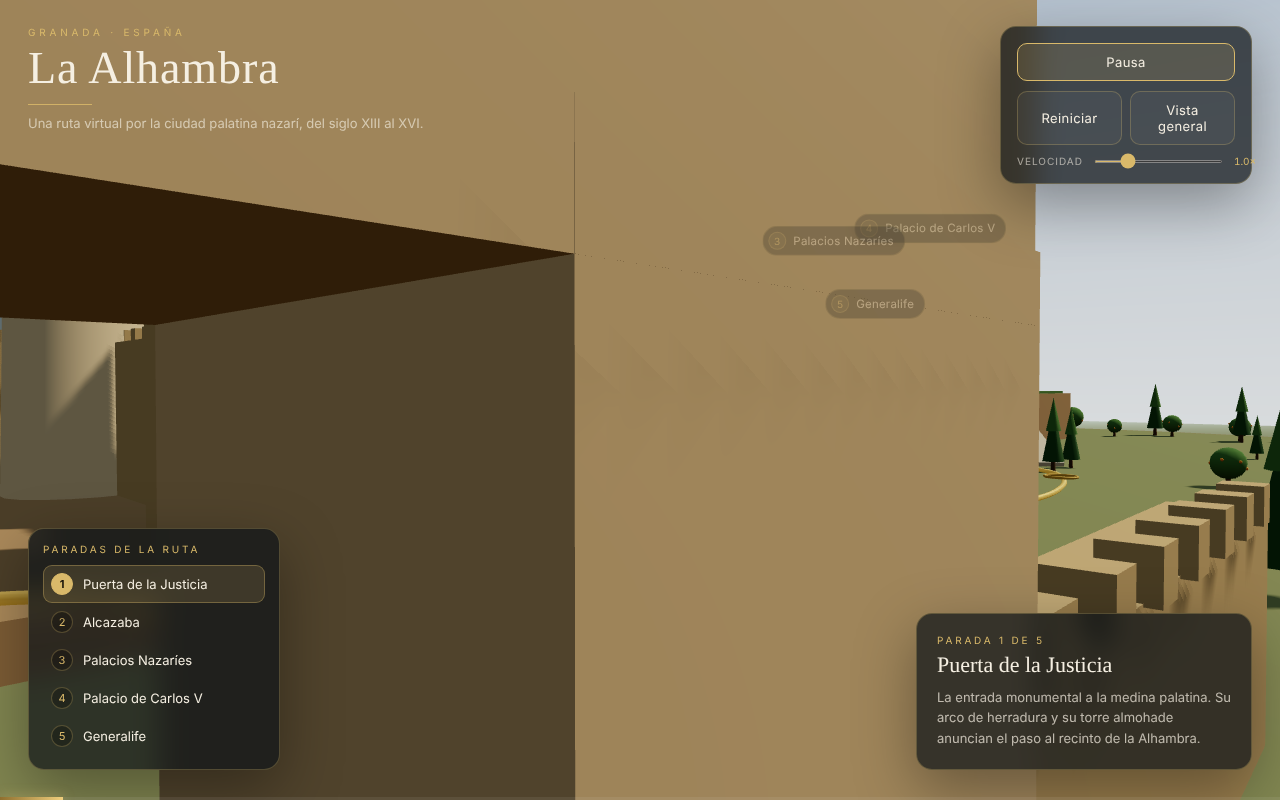 GRANADA · ESPAÑA
La Alhambra
Una ruta virtual por la ciudad palatina nazarí, del siglo XIII al XVI.
Pausa
Reiniciar
Vista
general
VELOCIDAD
1.0×
4 Palacio de Carlos V
3 Palacios Nazaríes
5 Generalife
PARADAS DE LA RUTA
1 Puerta de la Justicia
2 Alcazaba
3 Palacios Nazaríes
4 Palacio de Carlos V
5 Generalife
PARADA 1 DE 5
Puerta de la Justicia
La entrada monumental a la medina palatina. Su
arco de herradura y su torre almohade
anuncian el paso al recinto de la Alhambra.